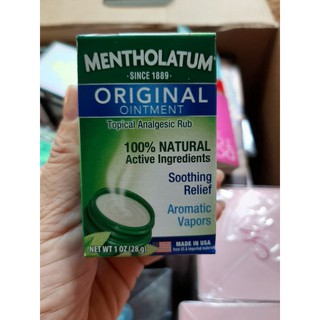 MENTHOLATUM
• SINCE 1889 •
ORIGINAL
OINTMENT
Topical Analgesic Rub
100% NATURAL
Active Ingredients
Soothing
Relief
Aromatic
Vapors
NET WT 1 OZ (28 g)
MADE IN USA